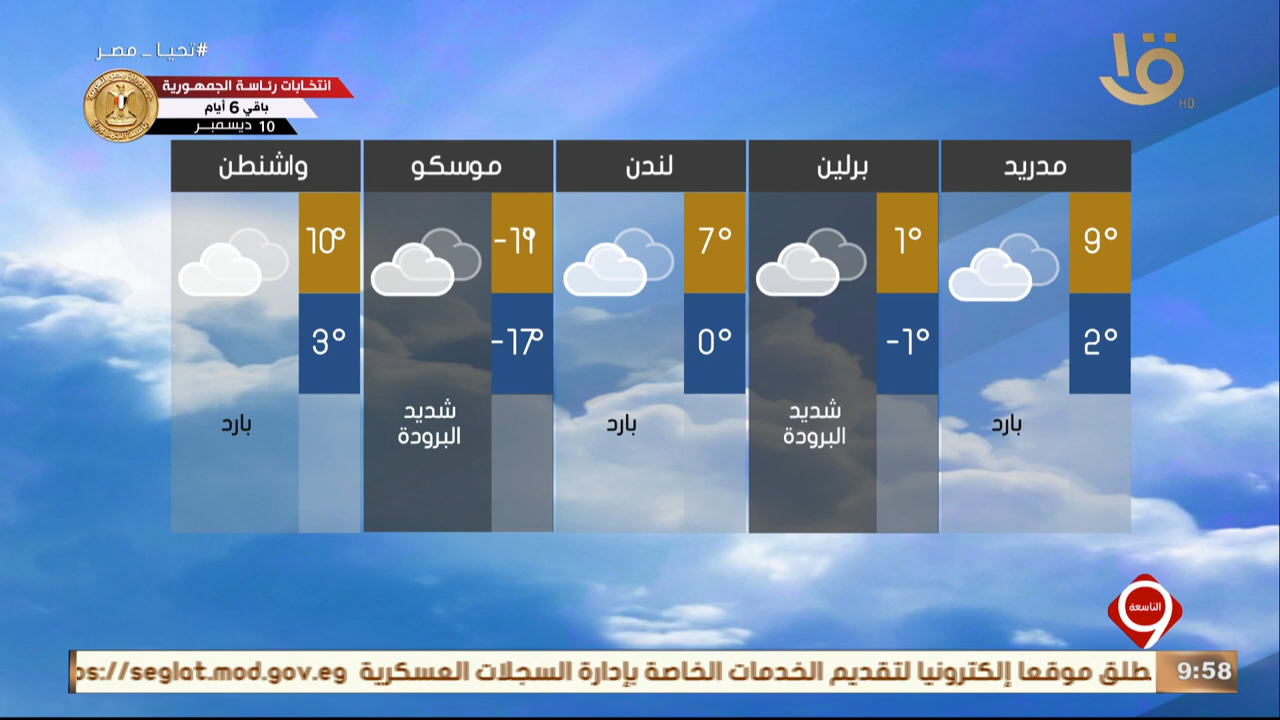 #تحيا_مصر
انتخابات رئاسة الجمهورية
باقي 6 أيام
10 ديسمبر
HD
مدريد
9°
2°
بارد
برلين
1°
-1°
شديد
البرودة
لندن
7°
0°
بارد
موسكو
-17°
شديد
البرودة
واشنطن
10°
3°
بارد
التاسعة
9
9:58
طلق موقعا إلكترونيا لتقديم الخدمات الخاصة بإدارة السجلات العسكرية ps://seglat.mod.gov.eg